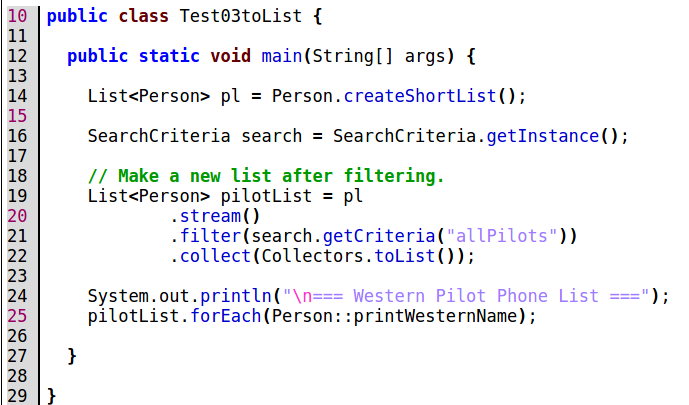 10 public class Test03toList {
11
12   public static void main(String[] args) {
13
14     List<Person> pl = Person.createShortList();
15
16     SearchCriteria search = SearchCriteria.getInstance();
17
18     // Make a new list after filtering.
19     List<Person> pilotList = pl
20             .stream()
21             .filter(search.getCriteria("allPilots"))
22             .collect(Collectors.toList());
23
24     System.out.println("\n=== Western Pilot Phone List ===");
25     pilotList.forEach(Person::printWesternName);
26
27   }
28
29 }